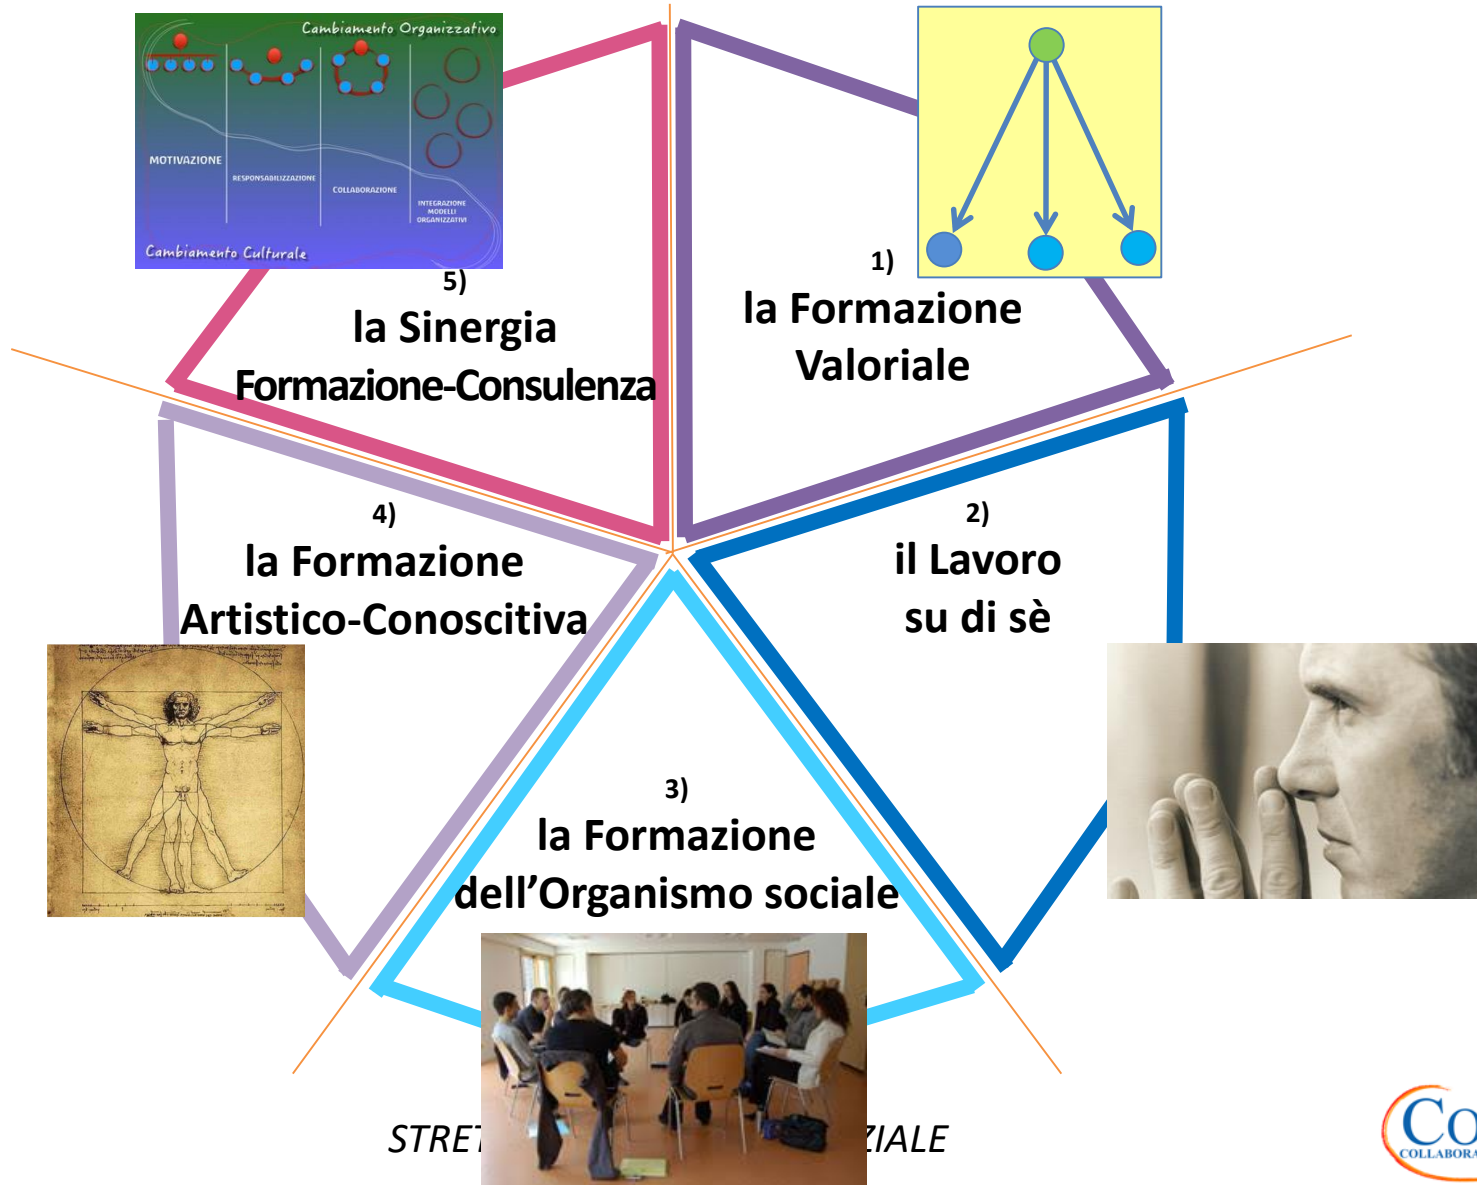 Cambiamento Organizzativo
MOTIVAZIONE
RESPONSABILIZZAZIONE
COLLABORAZIONE
INTEGRAZIONE
MODELLI
ORGANIZZATIVI
Cambiamento Culturale
5)
la Sinergia
Formazione-Consulenza
1)
la Formazione
Valoriale
4)
la Formazione
Artistico-Conoscitiva
2)
il Lavoro
su di sè
3)
la Formazione
dell’Organismo sociale